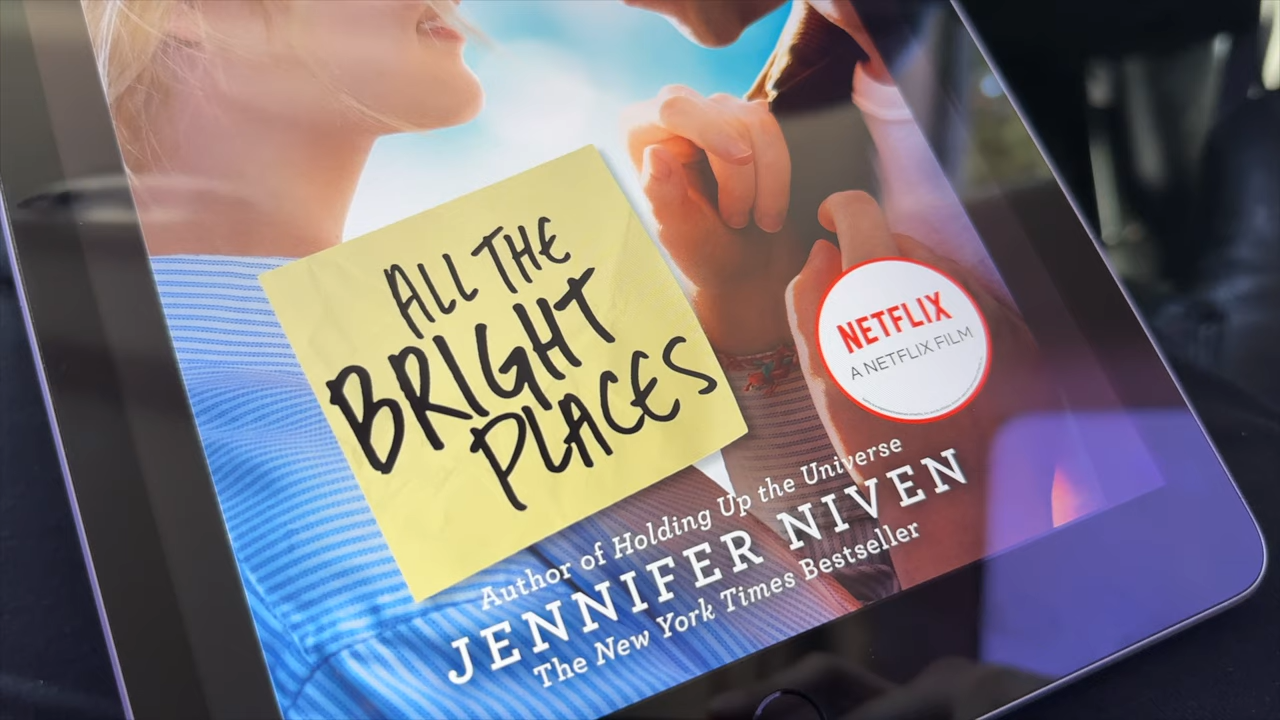 ALL THE
BRIGHT
PLACES
NETFLIX
A NETFLIX FILM
Author of Holding Up the Universe
JENNIFER NIVEN
The New York Times Bestseller